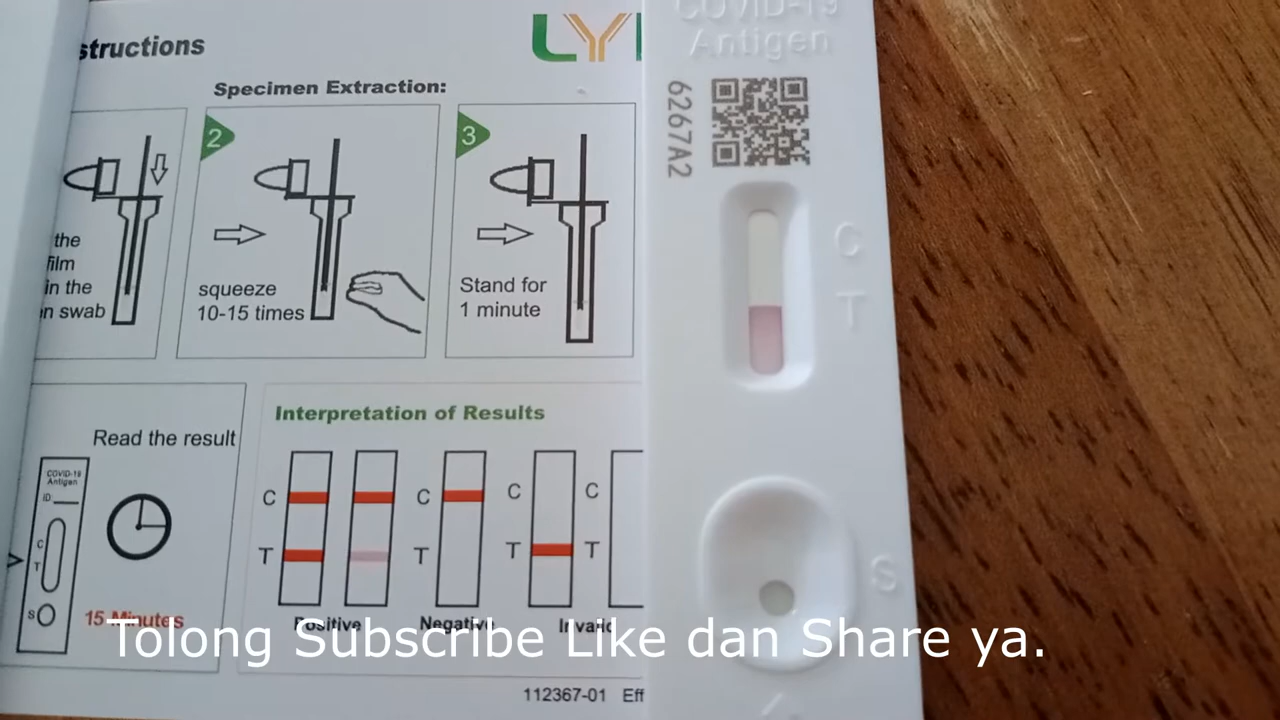 structions
LY
Specimen Extraction:
the
film
in the
n swab
2
squeeze
10-15 times
3
Stand for
1 minute
Read the result
COVID-19
Antigen
ID:
C
T
S
15 Minutes
Interpretation of Results
C
T
Positive
C
T
Negative
C
T
Invalid
C
T
112367-01 Eff
COVID-19
Antigen
6267A2
C
T
S
Tolong Subscribe Like dan Share ya.